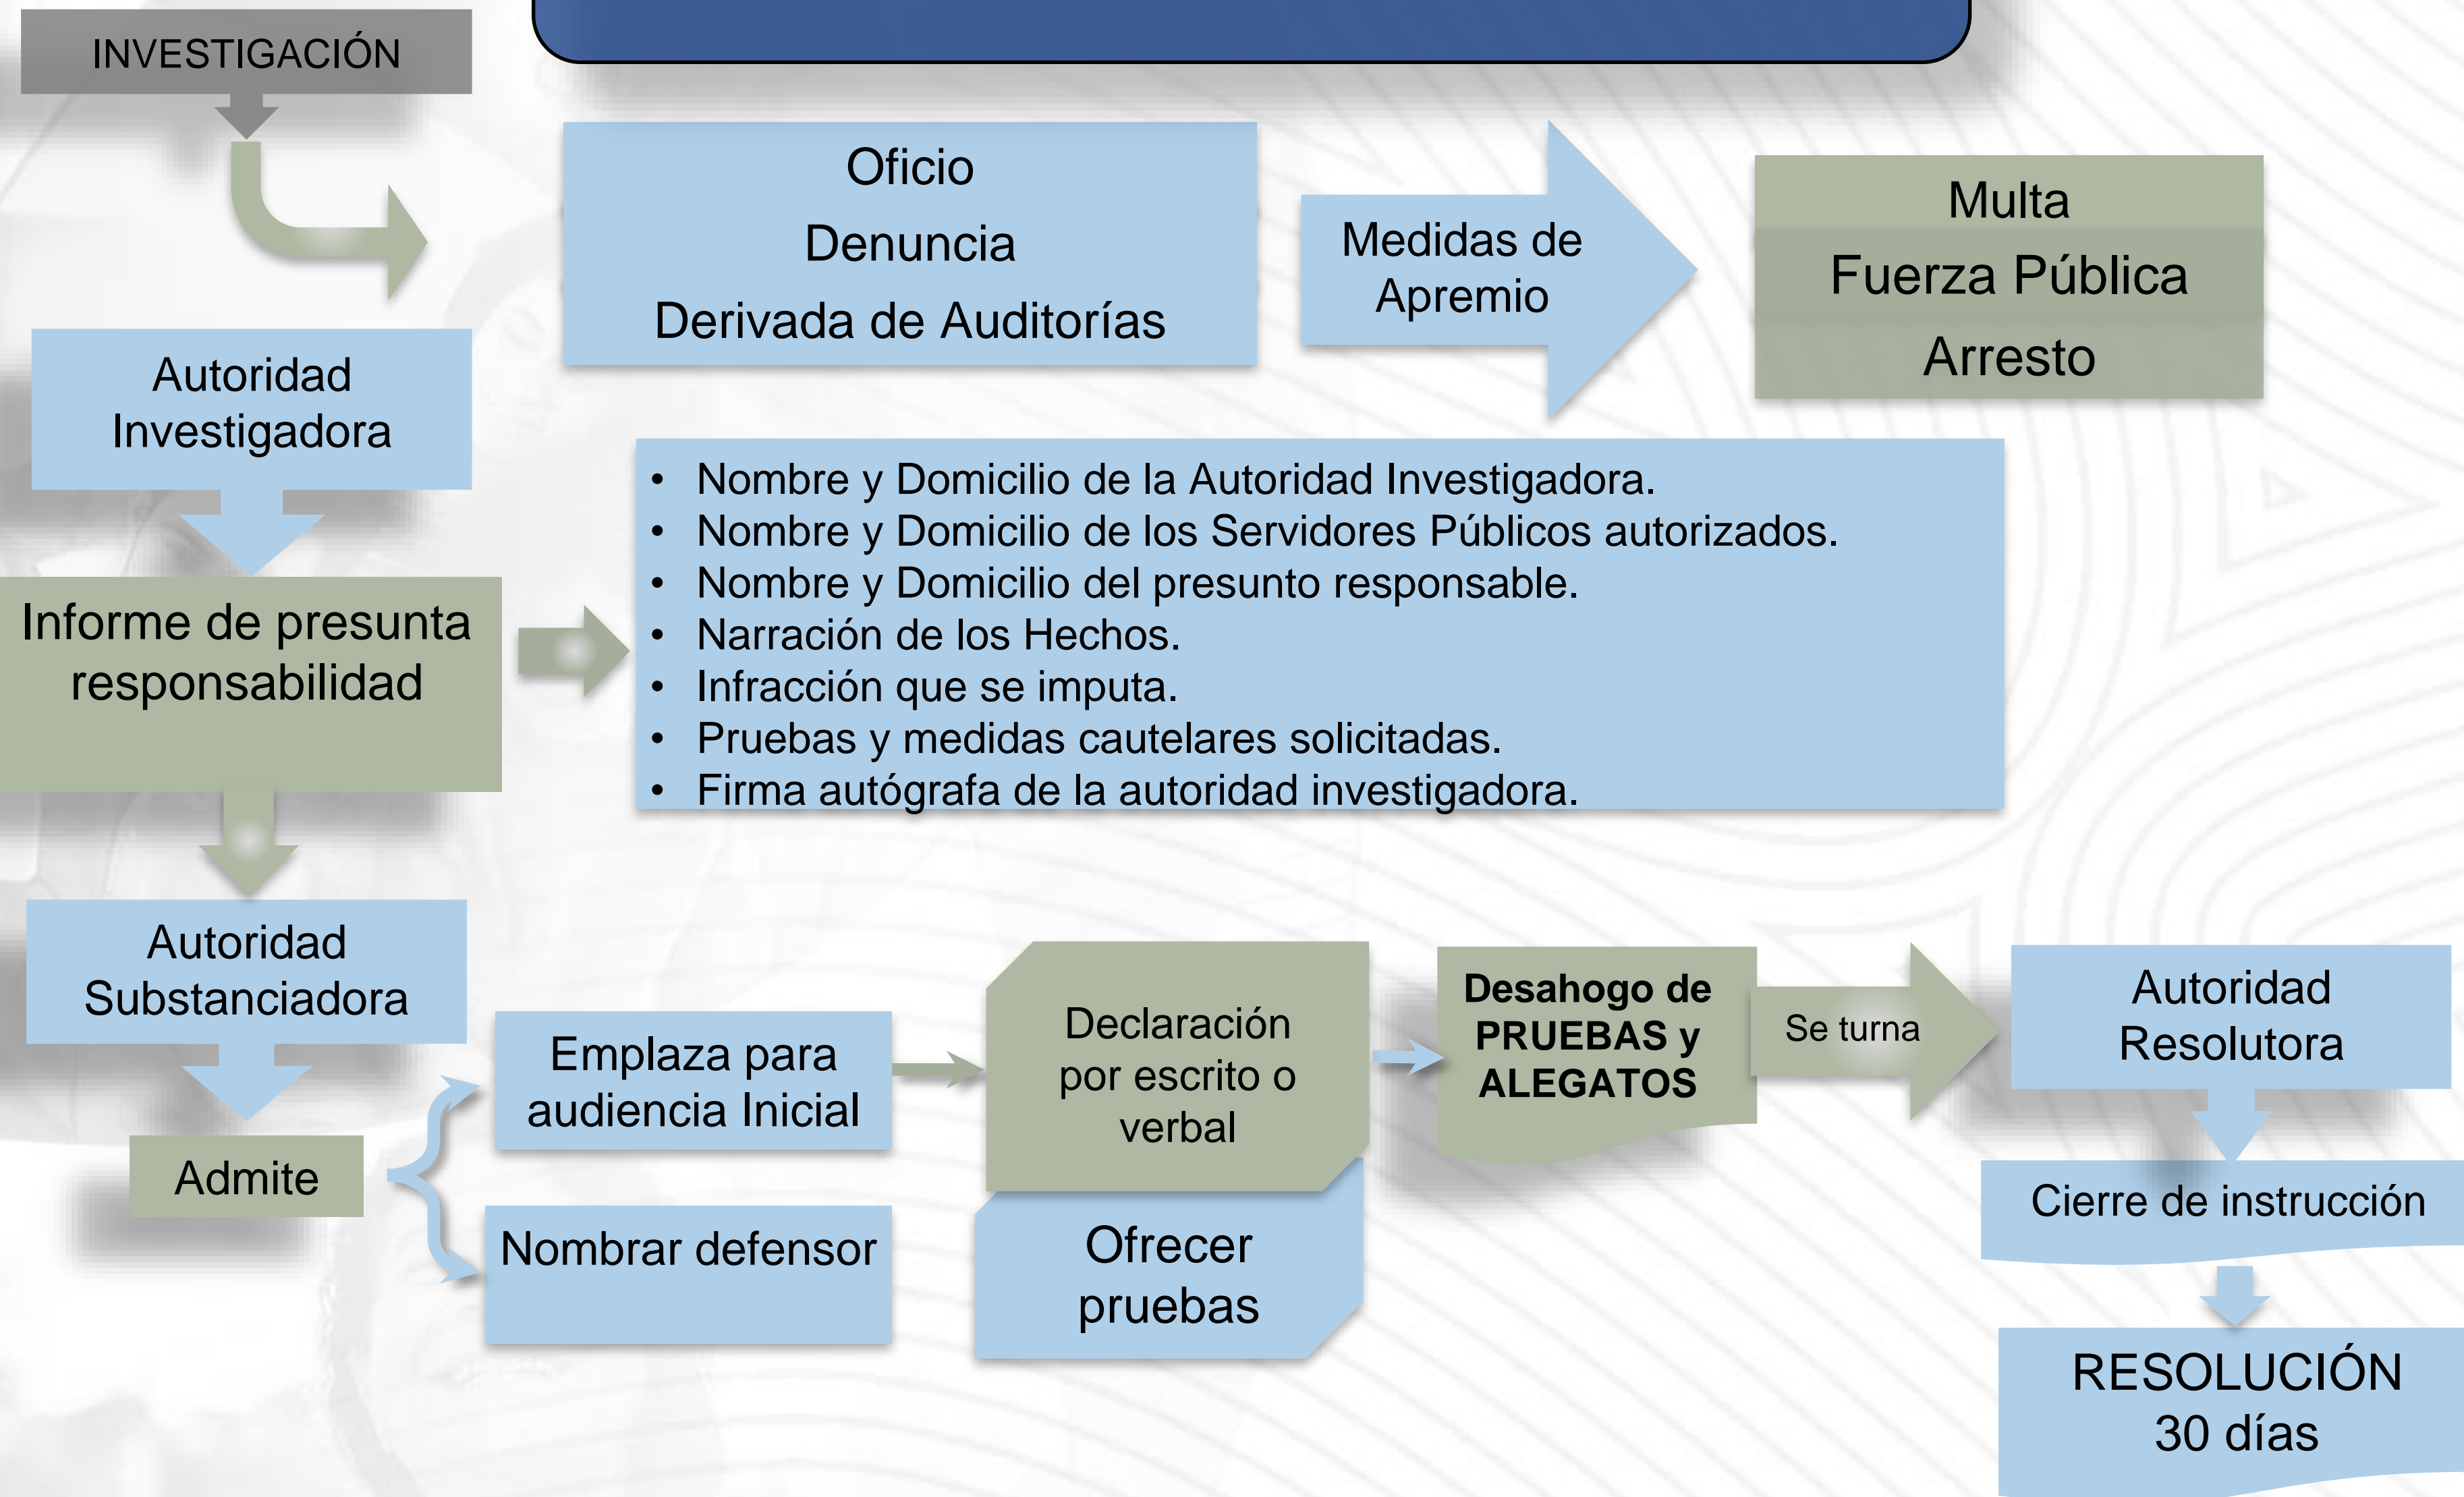 INVESTIGACIÓN
Oficio
Denuncia
Derivada de Auditorías
Medidas de
Apremio
Multa
Fuerza Pública
Arresto
Autoridad
Investigadora
• Nombre y Domicilio de la Autoridad Investigadora.
• Nombre y Domicilio de los Servidores Públicos autorizados.
• Nombre y Domicilio del presunto responsable.
• Narración de los Hechos.
• Infracción que se imputa.
• Pruebas y medidas cautelares solicitadas.
• Firma autógrafa de la autoridad investigadora.
Informe de presunta
responsabilidad
Autoridad
Substanciadora
Admite
Emplaza para
audiencia Inicial
Nombrar defensor
Declaración
por escrito o
verbal
Ofrecer
pruebas
Desahogo de
PRUEBAS y
ALEGATOS
Se turna
Autoridad
Resolutora
Cierre de instrucción
RESOLUCIÓN
30 días